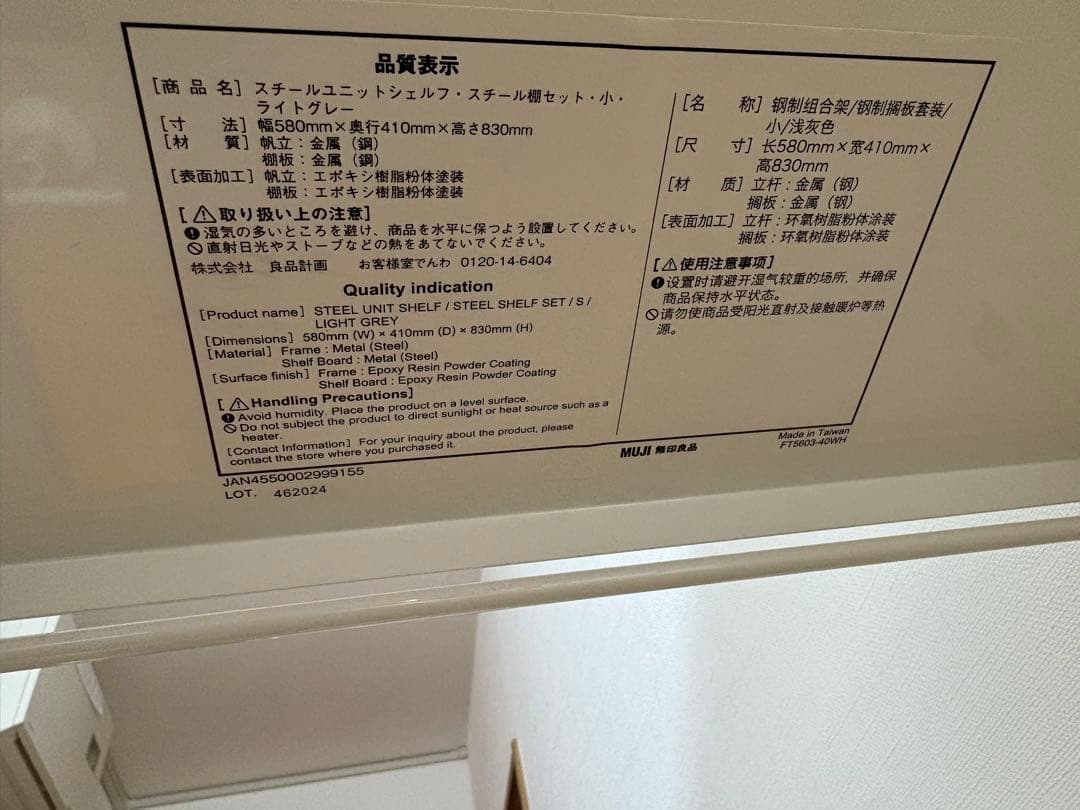 品質表示
[商 品 名] スチールユニットシェルフ・スチール棚セット・小・
ライトグレー
[寸 法] 幅580mm×奥行410mm×高さ830mm
[材 質] 帆立：金属（鋼）
棚板：金属（鋼）
[表面加工] 帆立：エポキシ樹脂粉体塗装
棚板：エポキシ樹脂粉体塗装
[⚠取り扱い上の注意]
湿気の多いところを避け、商品を水平に保つよう設置してください。
直射日光やストーブなどの熱をあてないでください。
株式会社 良品計画 お客様室でんわ 0120-14-6404
Quality indication
[Product name] STEEL UNIT SHELF / STEEL SHELF SET / S /
LIGHT GREY
[Dimensions] 580mm (W) × 410mm (D) × 830mm (H)
[Material] Frame : Metal (Steel)
Shelf Board : Metal (Steel)
[Surface finish] Frame : Epoxy Resin Powder Coating
Shelf Board : Epoxy Resin Powder Coating
[⚠Handling Precautions]
Avoid humidity. Place the product on a level surface.
Do not subject the product to direct sunlight or heat source such as a
heater.
[Contact Information] For your inquiry about the product, please
contact the store where you purchased it.
[名 称] 钢制组合架/钢制搁板套装/
小/浅灰色
[尺 寸] 长580mm×宽410mm×
高830mm
[材 质] 立杆：金属（钢）
搁板：金属（钢）
[表面加工] 立杆：环氧树脂粉体涂装
搁板：环氧树脂粉体涂装
[⚠使用注意事项]
设置时请避开湿气较重的场所，并确保
商品保持水平状态。
请勿使商品受阳光直射及接触暖炉等热
源。
MUJI 無印良品
Made in Taiwan
FT5603-40WH
JAN4550002999155
LOT. 462024